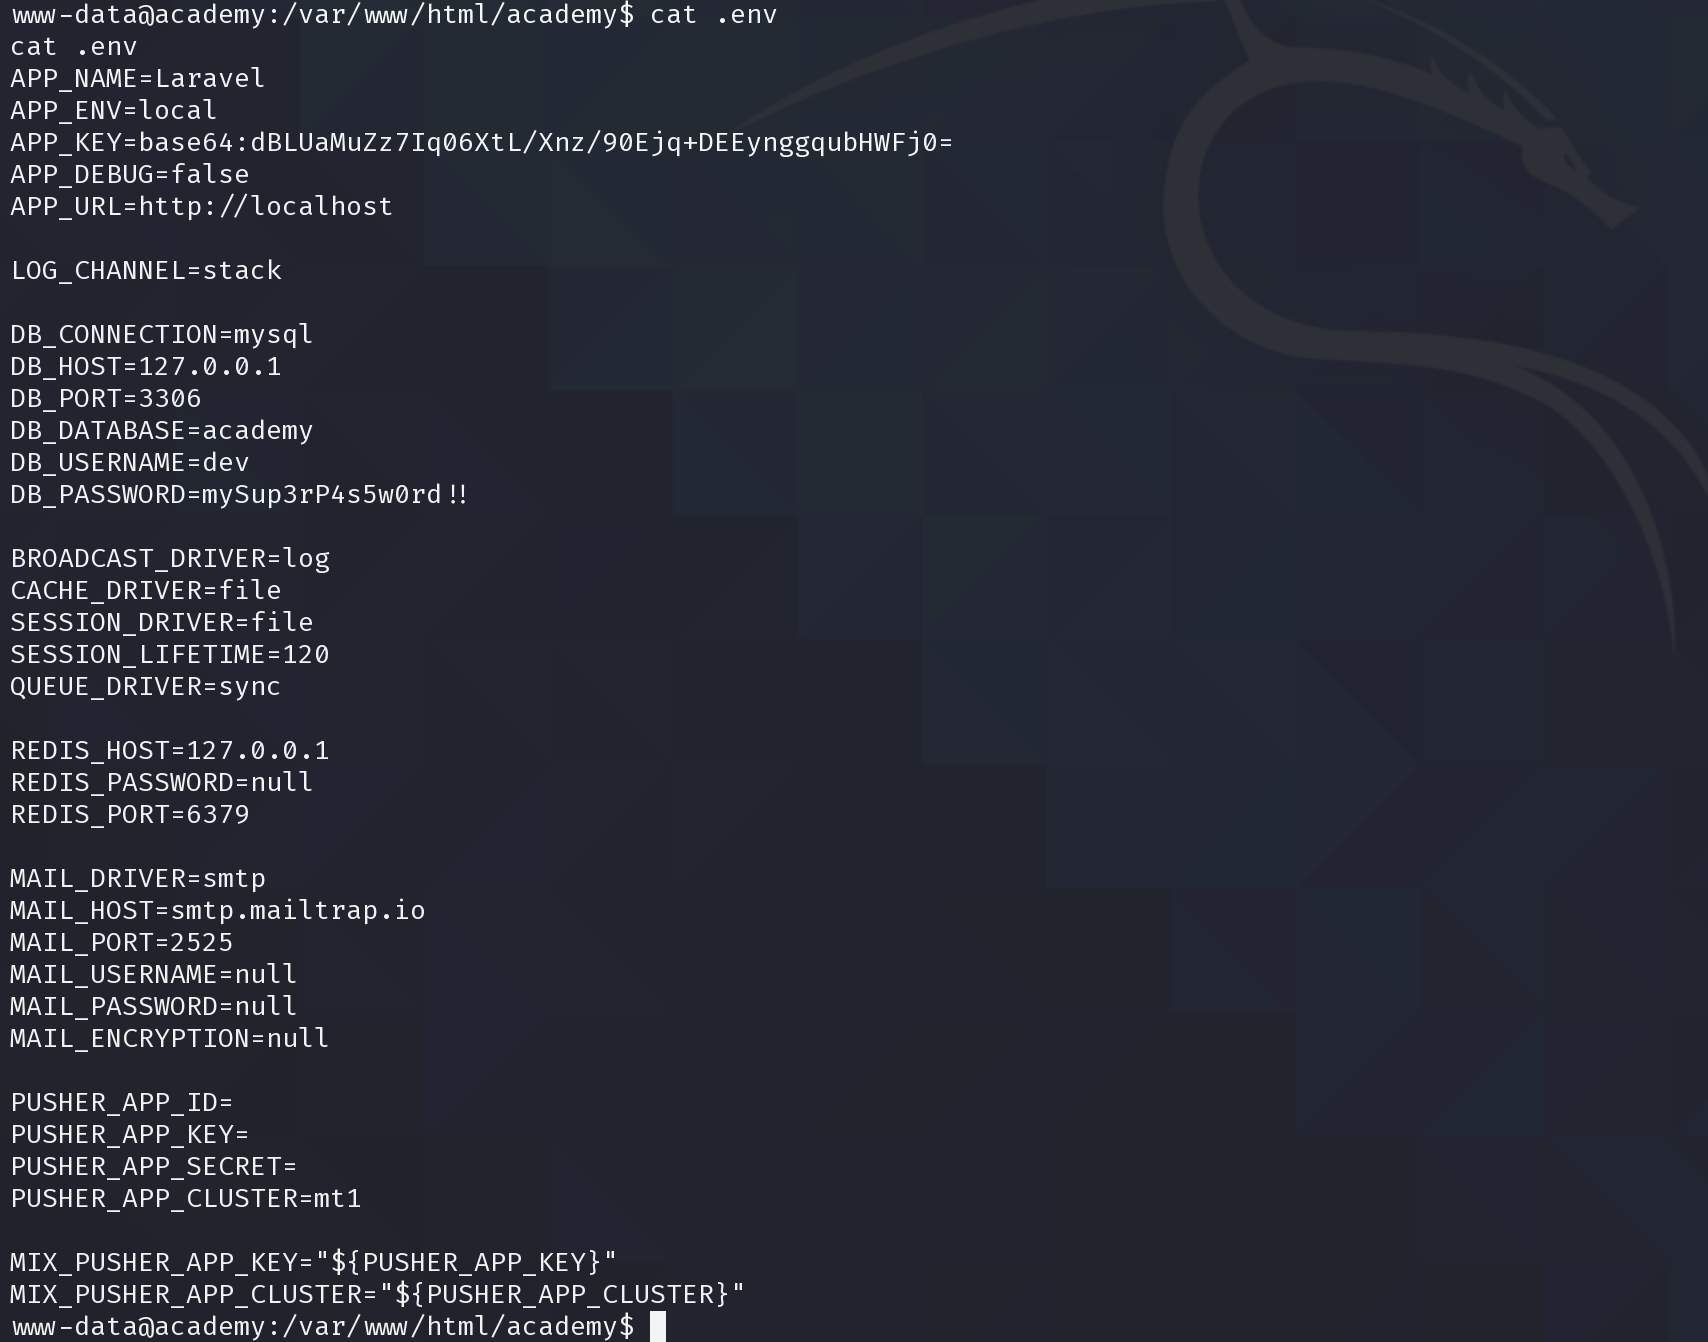 www-data@academy:/var/www/html/academy$ cat .env
cat .env
APP_NAME=Laravel
APP_ENV=local
APP_KEY=base64:dBLUaMuZz7Iq06XtL/Xnz/90Ejq+DEEynggqubHWFj0=
APP_DEBUG=false
APP_URL=http://localhost
LOG_CHANNEL=stack
DB_CONNECTION=mysql
DB_HOST=127.0.0.1
DB_PORT=3306
DB_DATABASE=academy
DB_USERNAME=dev
DB_PASSWORD=mySup3rP4s5w0rd!!
BROADCAST_DRIVER=log
CACHE_DRIVER=file
SESSION_DRIVER=file
SESSION_LIFETIME=120
QUEUE_DRIVER=sync
REDIS_HOST=127.0.0.1
REDIS_PASSWORD=null
REDIS_PORT=6379
MAIL_DRIVER=smtp
MAIL_HOST=smtp.mailtrap.io
MAIL_PORT=2525
MAIL_USERNAME=null
MAIL_PASSWORD=null
MAIL_ENCRYPTION=null
PUSHER_APP_ID=
PUSHER_APP_KEY=
PUSHER_APP_SECRET=
PUSHER_APP_CLUSTER=mt1
MIX_PUSHER_APP_KEY="${PUSHER_APP_KEY}"
MIX_PUSHER_APP_CLUSTER="${PUSHER_APP_CLUSTER}"
www-data@academy:/var/www/html/academy$